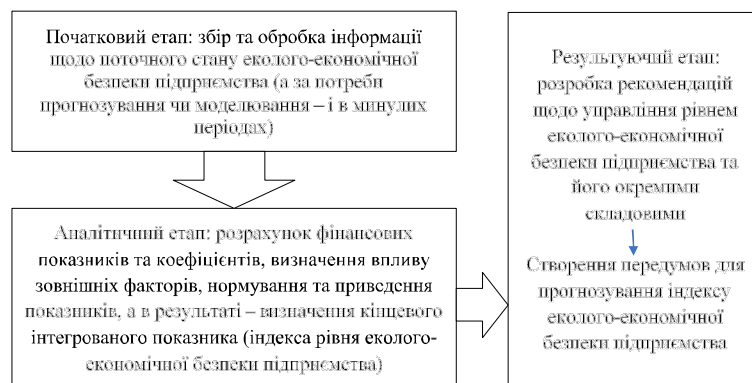 Початковий етап: збір та обробка інформації
щодо поточного стану еколого-економічної
безпеки підприємства (а за потреби
прогнозування чи моделювання – і в минулих
періодах)
Аналітичний етап: розрахунок фінансових
показників та коефіцієнтів, визначення впливу
зовнішніх факторів, нормування та приведення
показників, а в результаті – визначення кінцевого
інтегрованого показника (індекса рівня еколого-
економічної безпеки підприємства)
Результуючий етап:
розробка рекомендацій
щодо управління рівнем
еколого-економічної
безпеки підприємства та
його окремими
складовими
Створення передумов для
прогнозування індексу
еколого-економічної
безпеки підприємства